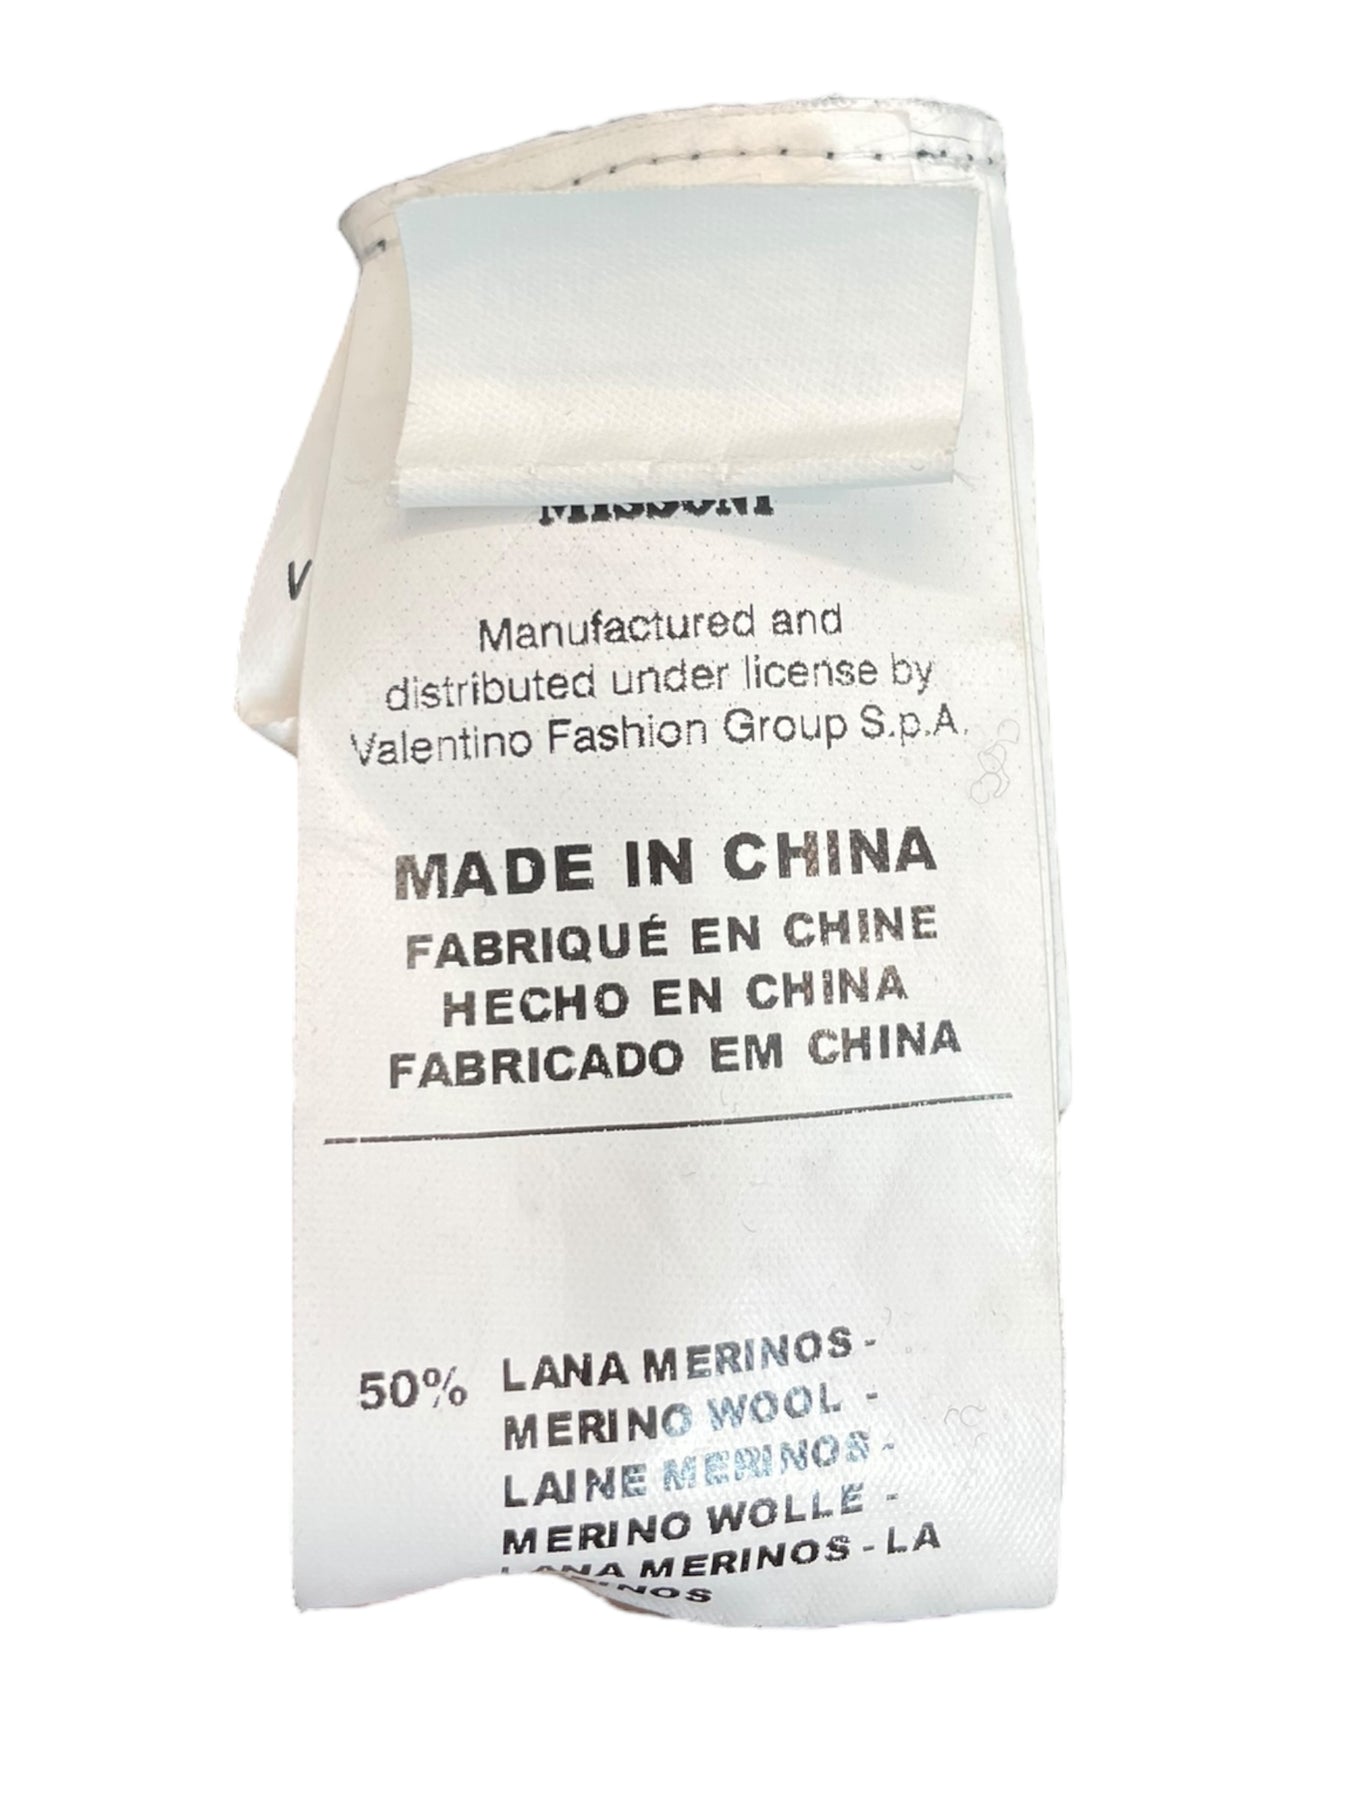 MISSONI
V
Manufactured and
distributed under license by
Valentino Fashion Group S.p.A.
MADE IN CHINA
FABRIQUÉ EN CHINE
HECHO EN CHINA
FABRICADO EM CHINA
50% LANA MERINOS -
MERINO WOOL -
LAINE MERINOS -
MERINO WOLLE -
LANA MERINOS - LA